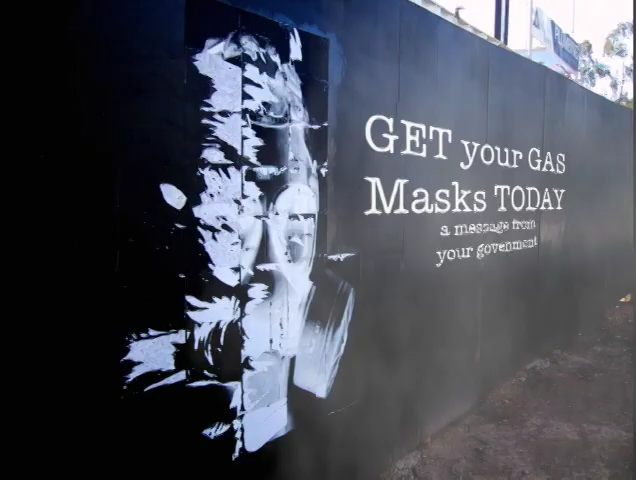 GET your GAS
Masks TODAY
a message from
your govenment